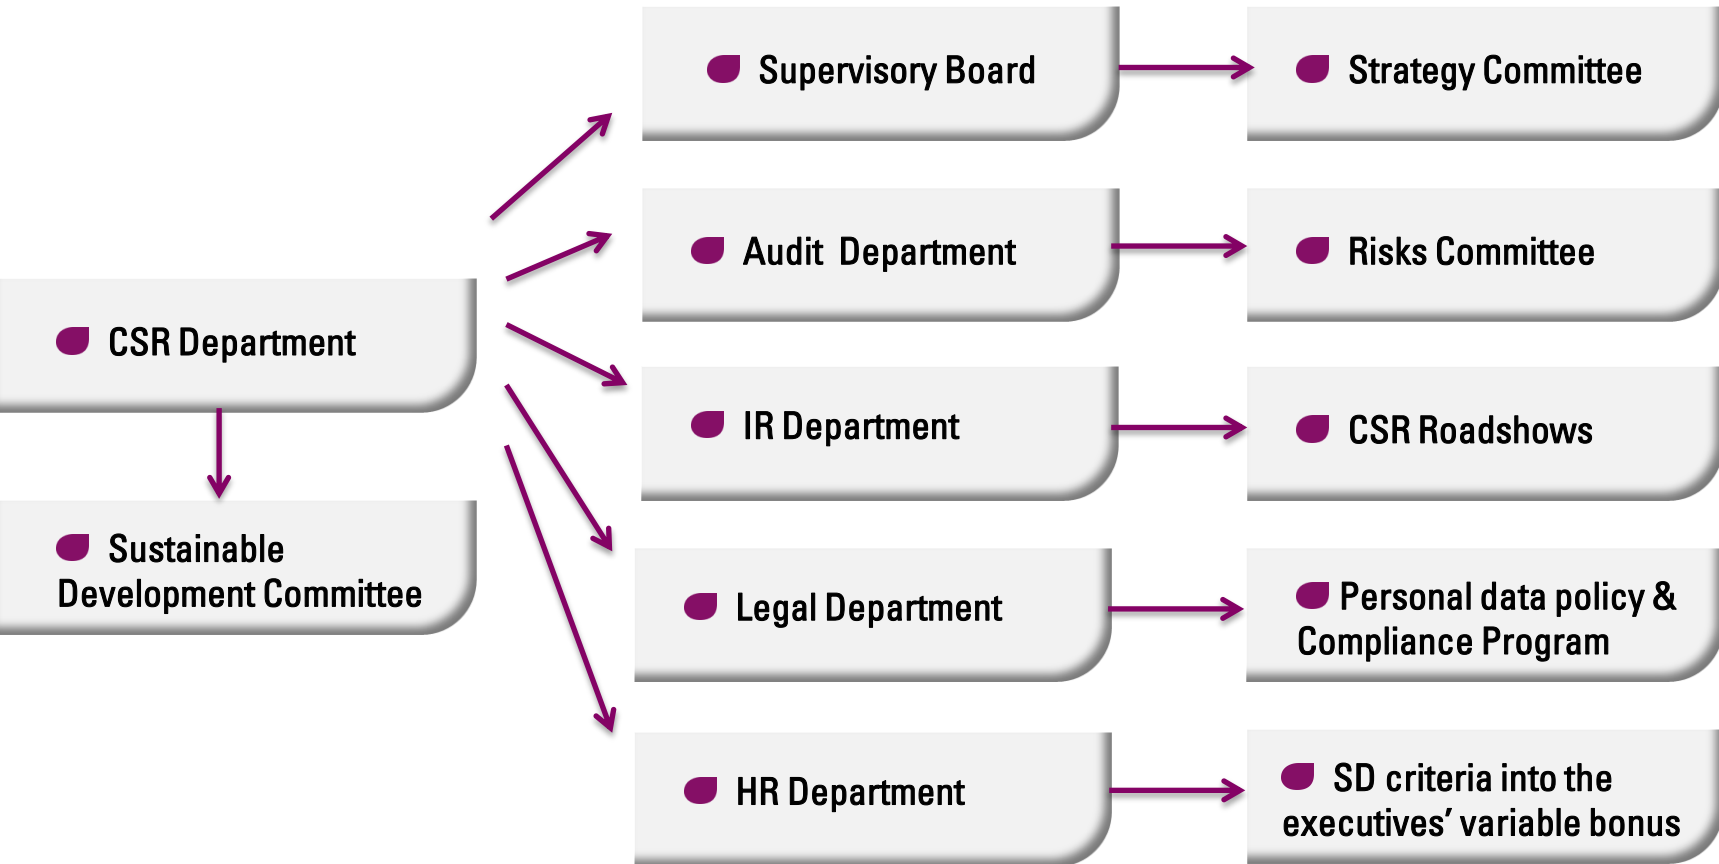 Supervisory Board
Strategy Committee
Audit Department
Risks Committee
CSR Department
IR Department
CSR Roadshows
Sustainable
Development Committee
Legal Department
Personal data policy &
Compliance Program
HR Department
SD criteria into the
executives’ variable bonus